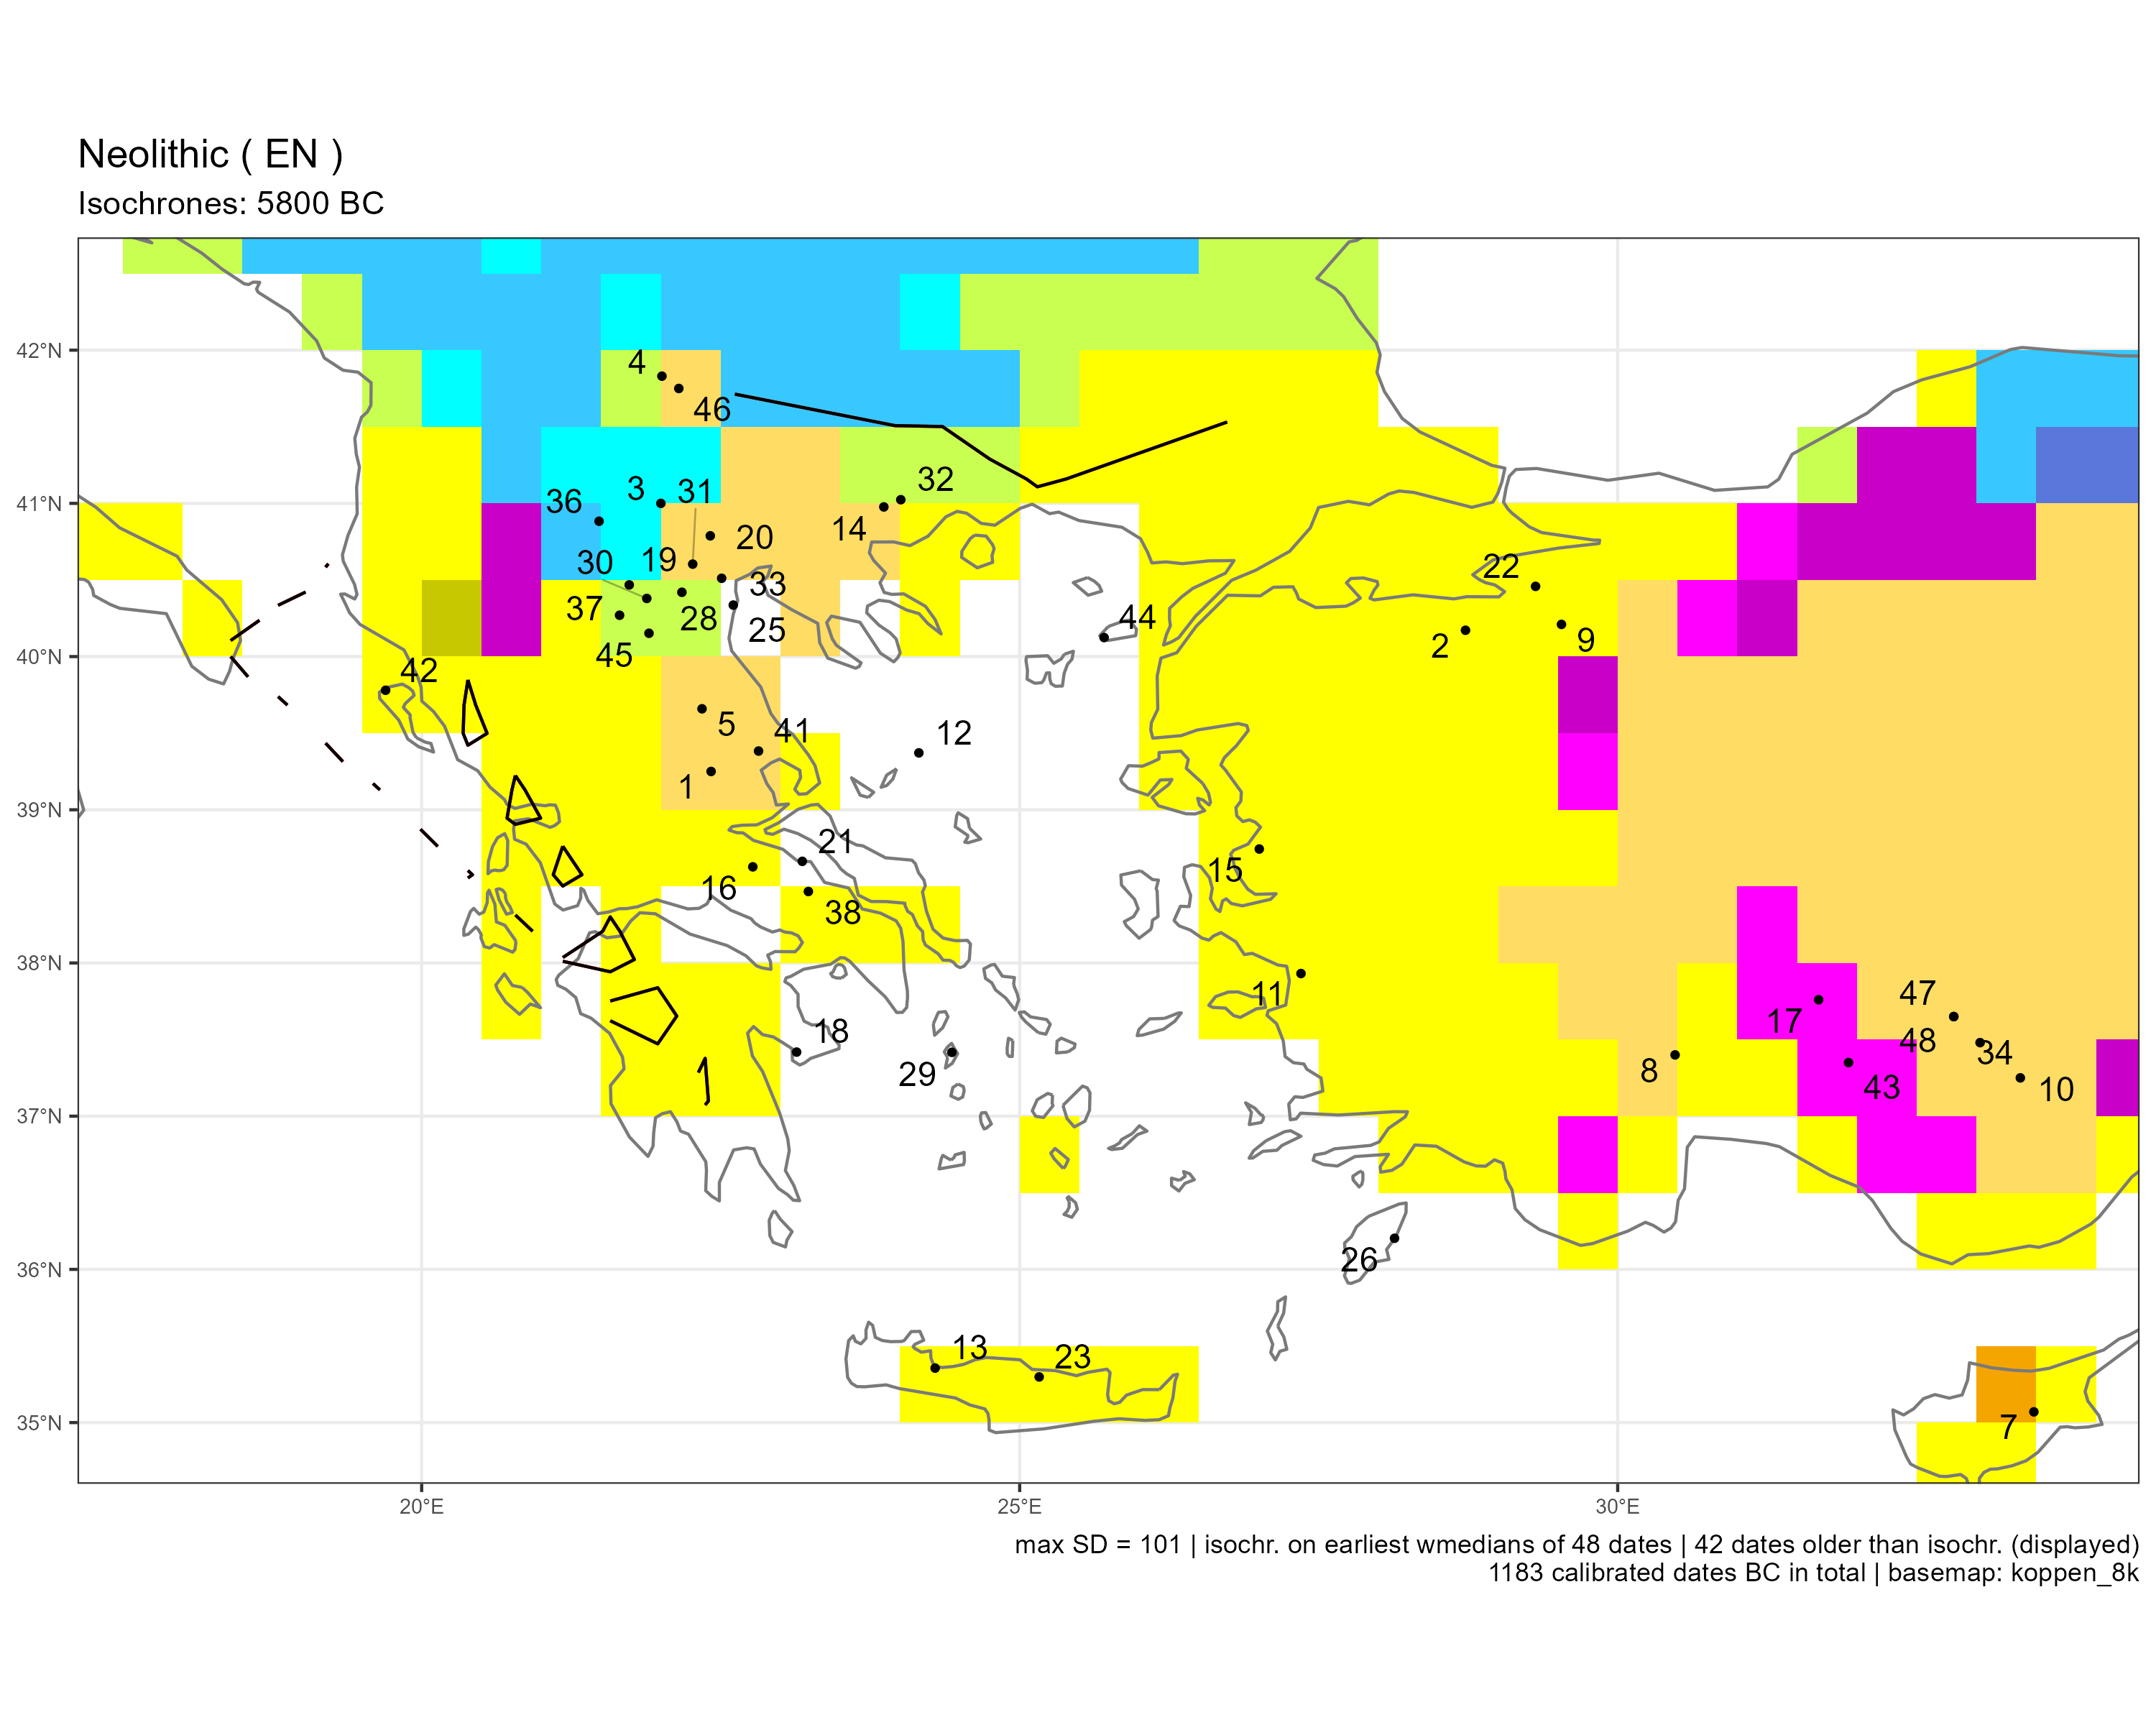 Neolithic ( EN )
Isochrones: 5800 BC
42°N
41°N
40°N
39°N
38°N
37°N
36°N
35°N
4
46
32
3
31
36
14
20
19
30
33
22
37
28
44
25
9
2
45
42
5
41
12
1
21
15
16
38
11
47
17
18
48
34
8
29
43
10
26
13
23
7
20°E
25°E
30°E
max SD = 101 | isochr. on earliest wmedians of 48 dates | 42 dates older than isochr. (displayed)
1183 calibrated dates BC in total | basemap: koppen_8k